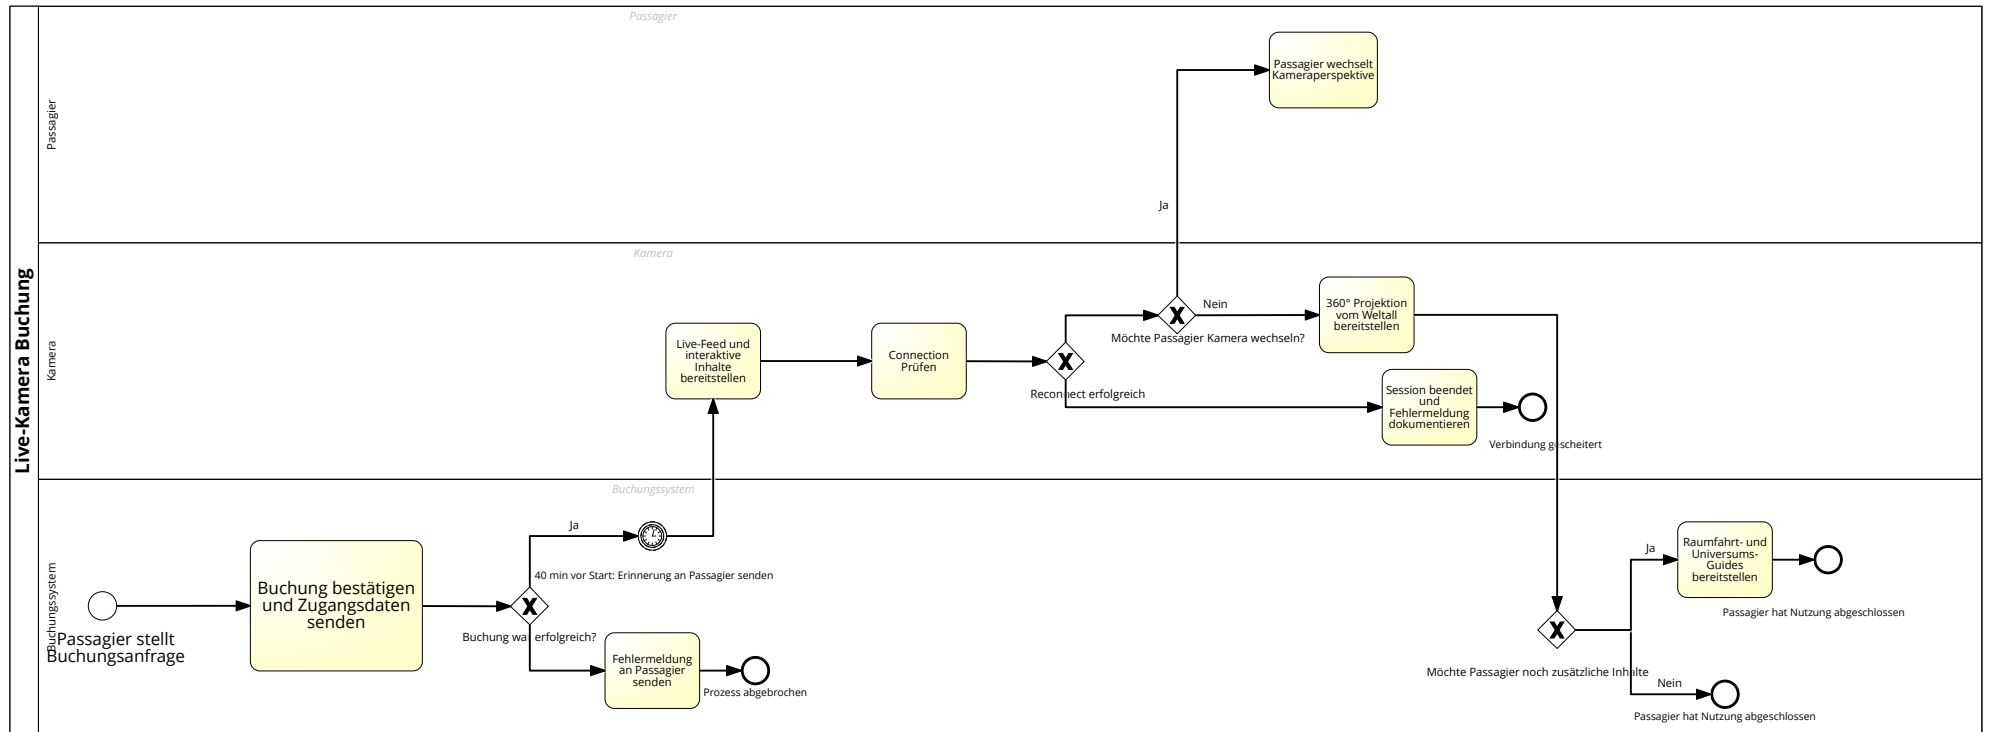 Live-Kamera Buchung
Passagier
Passagier
Passagier wechselt
Kameraperspektive
Ja
Kamera
Kamera
Live-Feed und
interaktive
Inhalte
bereitstellen
Connection
Prüfen
Reconnect erfolgreich
Möchte Passagier Kamera wechseln?
Nein
360° Projektion
vom Weltall
bereitstellen
Session beendet
und
Fehlermeldung
dokumentieren
Verbindung gescheitert
Buchungssystem
Buchungssystem
Passagier stellt
Buchungsanfrage
Buchung bestätigen
und Zugangsdaten
senden
Buchung war erfolgreich?
Ja
40 min vor Start: Erinnerung an Passagier senden
Fehlermeldung
an Passagier
senden
Prozess abgebrochen
Möchte Passagier noch zusätzliche Inhalte
Ja
Raumfahrt- und
Universums-
Guides
bereitstellen
Passagier hat Nutzung abgeschlossen
Nein
Passagier hat Nutzung abgeschlossen